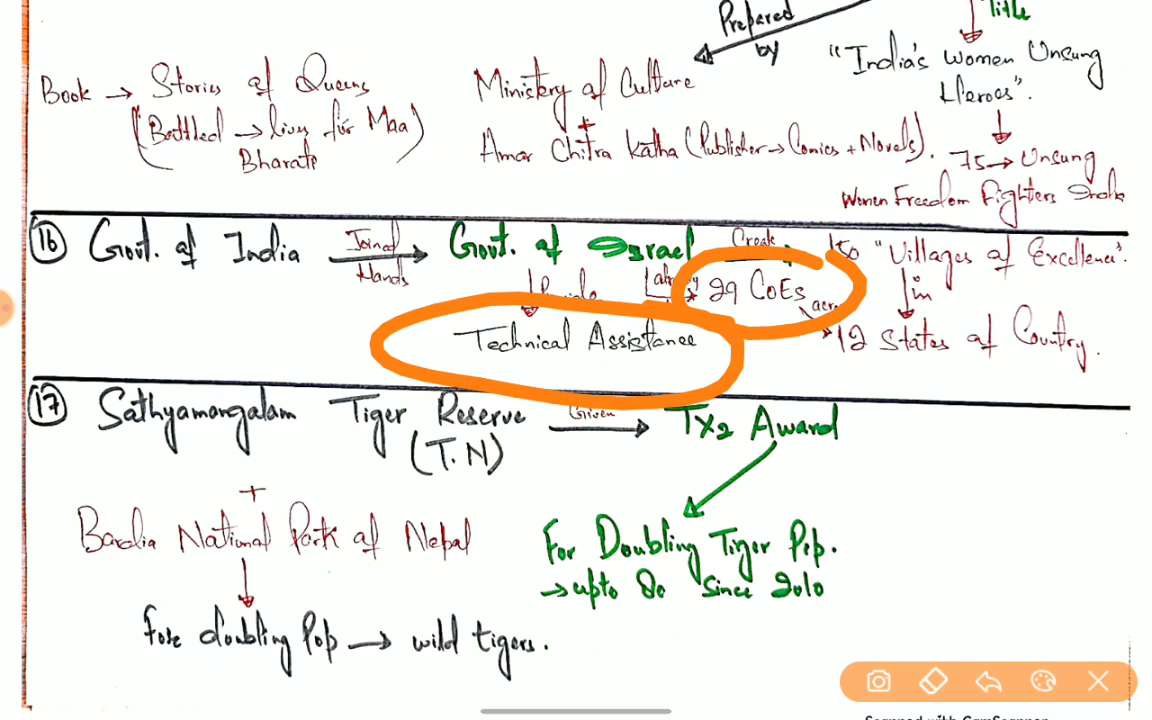 Title
Prepared
by
"India's Women Unsung
Heroes".
Book → Stories of Queens
(Battled → lives for Maa)
Bharate
Ministery of Culture
+
Amar Chitra Katha (Publisher → Comics + Novels).
75 → Unsung
Women Freedom Fighters India
16 Govt. of India Joined Hands → Govt. of Israel Create 150 "Villages of Excellence".
29 CoEs
in
Technical Assistance
12 States of Country.
17 Sathyamangalam Tiger Reserve Given → Tx2 Award
(T.N)
+
Bardia National Park of Nepal
For Doubling Tiger Pop.
→ upto 80 since 2010
For doubling Pop → wild tigers.